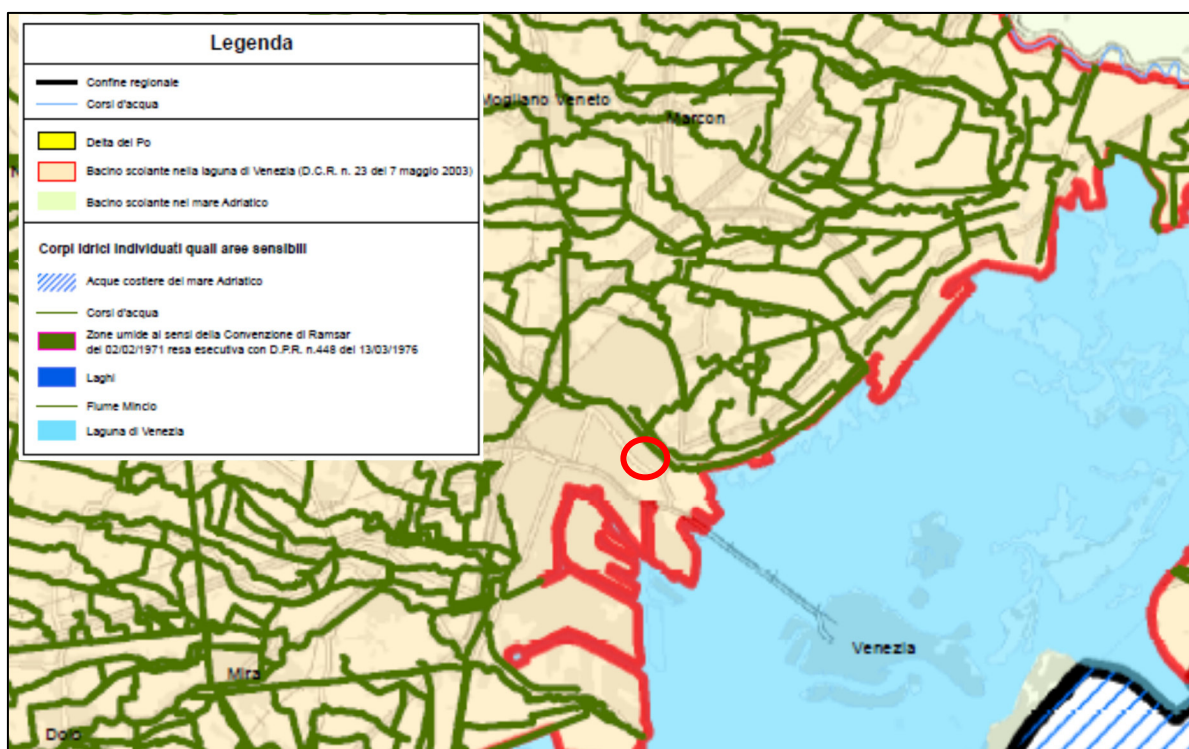 Legenda
Confine regionale
Corsi d'acqua
Delta del Po
Bacino scolante nella laguna di Venezia (D.C.R. n. 23 del 7 maggio 2003)
Bacino scolante nel mare Adriatico
Corpi idrici individuati quali aree sensibili
Acque costiere del mare Adriatico
Corsi d'acqua
Zone umide ai sensi della Convenzione di Ramsar
del 02/02/1971 resa esecutiva con D.P.R. n.448 del 13/03/1976
Laghi
Fiume Mincio
Laguna di Venezia
Mogliano Veneto
Marcon
Venezia
Mira
Dolo